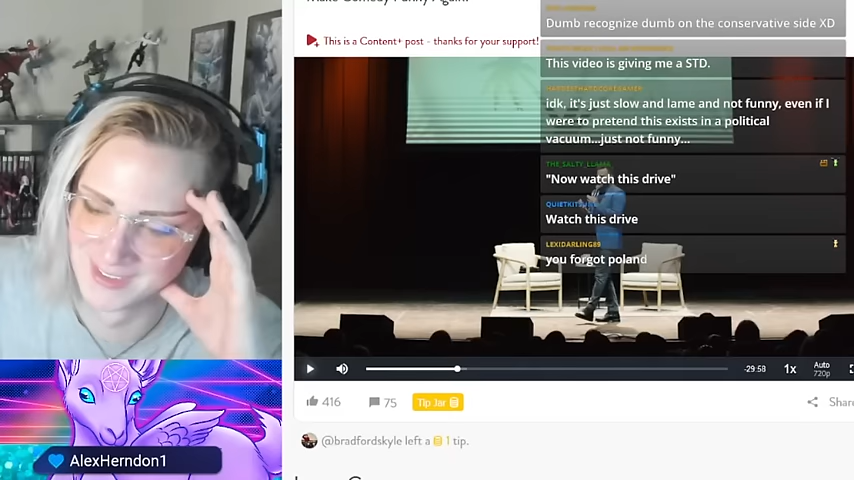 Make Comedy Funny Again!
This is a Content+ post - thanks for your support!
Dumb recognize dumb on the conservative side XD
This video is giving me a STD.
idk, it's just slow and lame and not funny, even if I
were to pretend this exists in a political
vacuum...just not funny...
THE_SALTY_LLAMA
"Now watch this drive"
Watch this drive
LEXIDARLING89
you forgot poland
-29:58
1x
Auto
720p
416
75
Tip Jar
Share
@bradfordskyle left a 1 tip.
AlexHerndon1